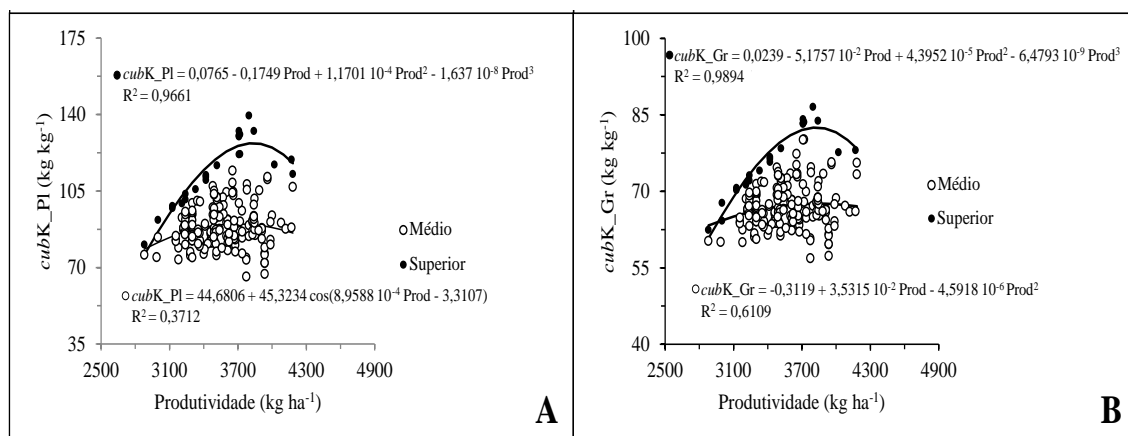 175
140
105
70
35
cubK_Pl (kg kg⁻¹)
cubK_Pl = 0,0765 - 0,1749 Prod + 1,1701 10⁻⁴ Prod² - 1,637 10⁻⁸ Prod³
R² = 0,9661
Médio
Superior
cubK_Pl = 44,6806 + 45,3234 cos(8,9588 10⁻⁴ Prod - 3,3107)
R² = 0,3712
2500 3100 3700 4300 4900
Produtividade (kg ha⁻¹)
A
100
85
70
55
40
cubK_Gr (kg kg⁻¹)
cubK_Gr = 0,0239 - 5,1757 10⁻² Prod + 4,3952 10⁻⁵ Prod² - 6,4793 10⁻⁹ Prod³
R² = 0,9894
Médio
Superior
cubK_Gr = -0,3119 + 3,5315 10⁻² Prod - 4,5918 10⁻⁶ Prod²
R² = 0,6109
2500 3100 3700 4300 4900
Produtividade (kg ha⁻¹)
B